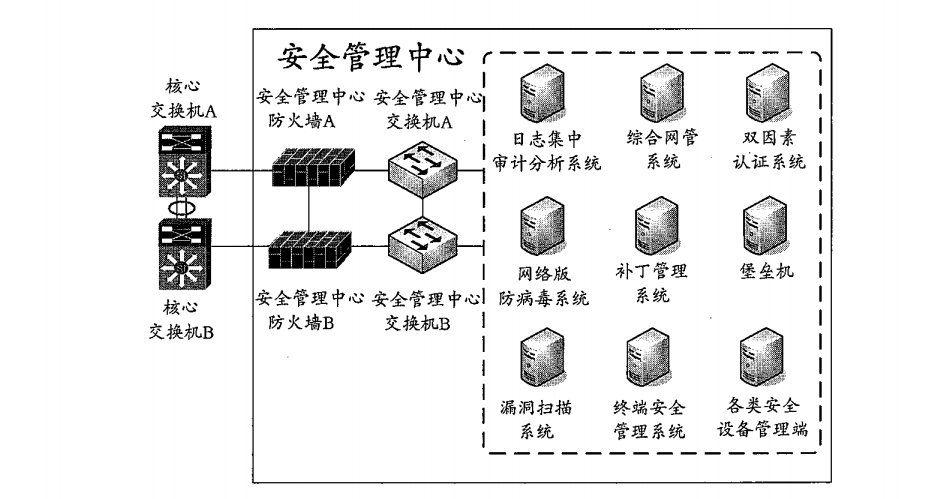 安全管理中心
核心
交换机A
安全管理中心
防火墙A
安全管理中心
交换机A
日志集中
审计分析系统
综合网管
系统
双因素
认证系统
网络版
防病毒系统
补丁管理
系统
堡垒机
核心
交换机B
安全管理中心
防火墙B
安全管理中心
交换机B
漏洞扫描
系统
终端安全
管理系统
各类安全
设备管理端